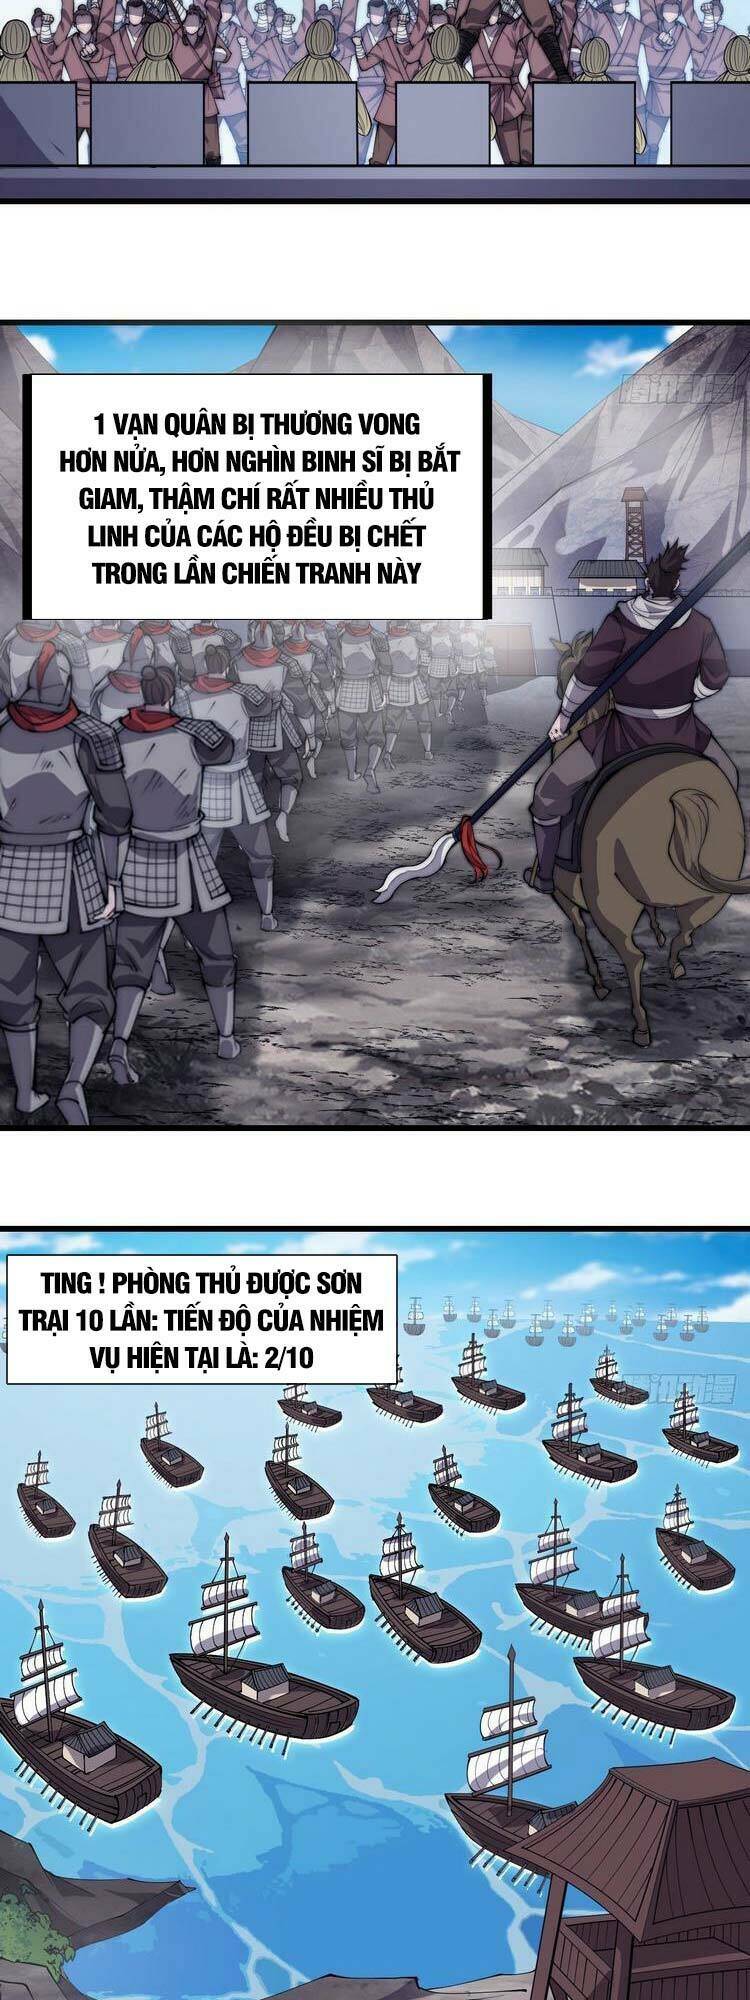 1 VẠN QUÂN BỊ THƯƠNG VONG
HƠN NỬA, HƠN NGHÌN BINH SĨ BỊ BẮT
GIAM, THẬM CHÍ RẤT NHIỀU THỦ
LINH CỦA CÁC HỘ ĐỀU BỊ CHẾT
TRONG LẦN CHIẾN TRANH NÀY
TING ! PHÒNG THỦ ĐƯỢC SƠN
TRẠI 10 LẦN: TIẾN ĐỘ CỦA NHIỆM
VỤ HIỆN TẠI LÀ: 2/10